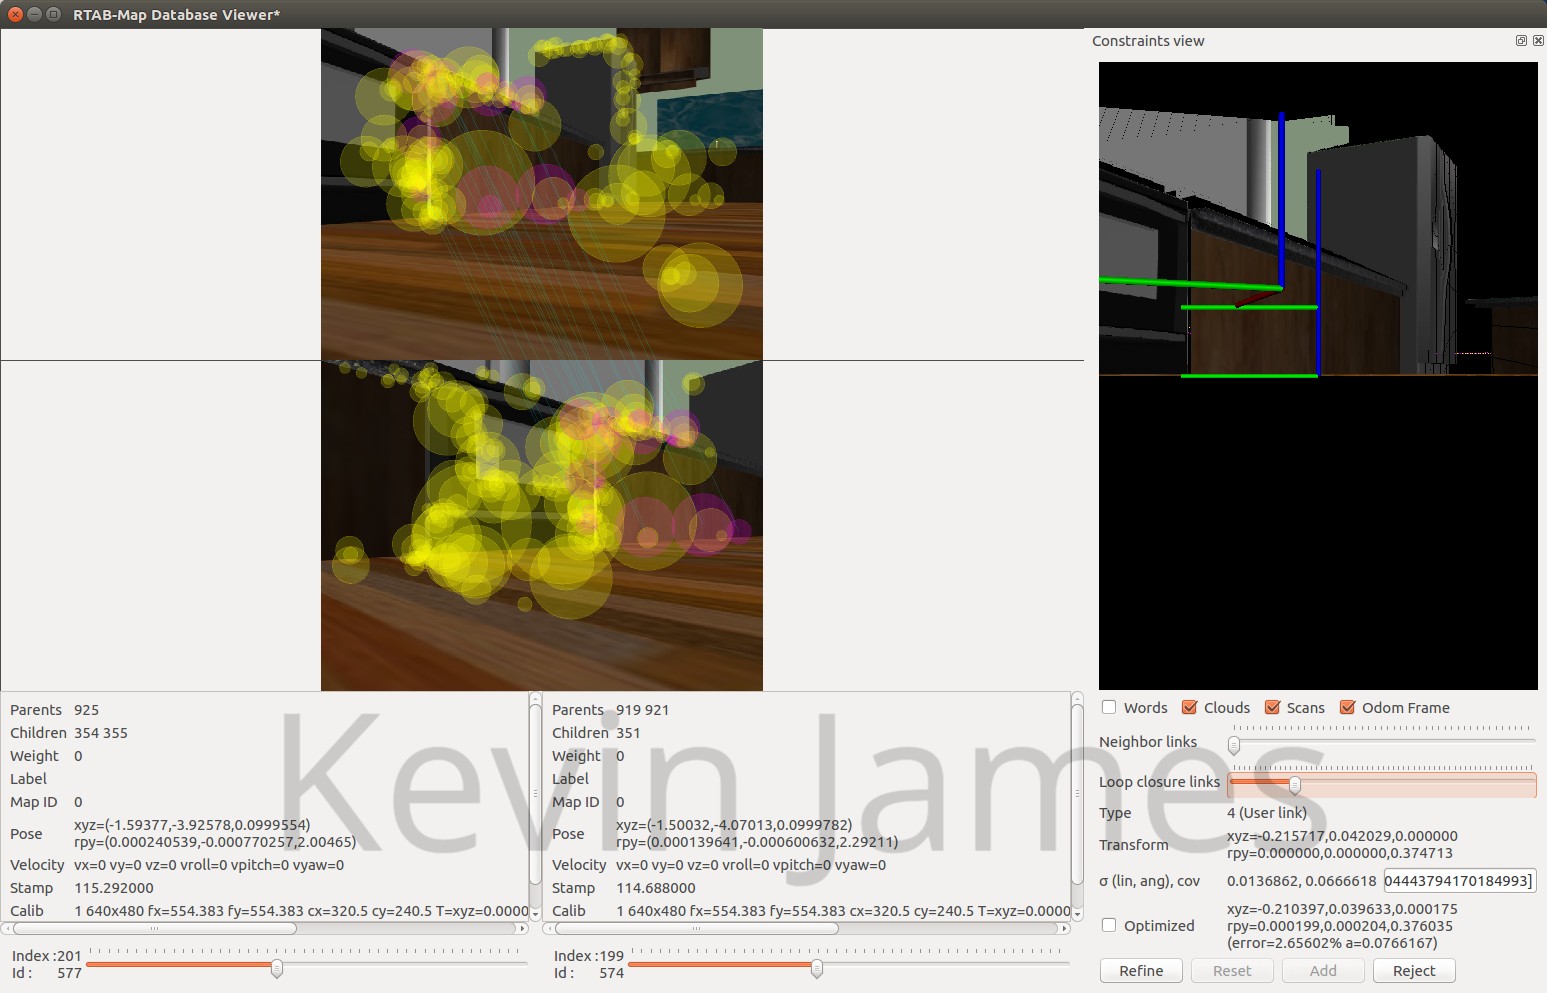 RTAB-Map Database Viewer*
Constraints view
Parents 925
Children 354 355
Weight 0
Label
Map ID 0
Pose xyz=(-1.59377,-3.92578,0.0999554)
rpy=(0.000240539,-0.000770257,2.00465)
Velocity vx=0 vy=0 vz=0 vroll=0 vpitch=0 vyaw=0
Stamp 115.292000
Calib 1 640x480 fx=554.383 fy=554.383 cx=320.5 cy=240.5 T=xyz=0.0000
Index :201
Id : 577
Parents 919 921
Children 351
Weight 0
Label
Map ID 0
Pose xyz=(-1.50032,-4.07013,0.0999782)
rpy=(0.000139641,-0.000600632,2.29211)
Velocity vx=0 vy=0 vz=0 vroll=0 vpitch=0 vyaw=0
Stamp 114.688000
Calib 1 640x480 fx=554.383 fy=554.383 cx=320.5 cy=240.5 T=xyz=0.0000
Index :199
Id : 574
Kevin James
Words Clouds Scans Odom Frame
Neighbor links
Loop closure links
Type 4 (User link)
Transform xyz=-0.215717,0.042029,0.000000
rpy=0.000000,0.000000,0.374713
σ (lin, ang), cov 0.0136862, 0.0666618 04443794170184993]
Optimized xyz=-0.210397,0.039633,0.000175
rpy=0.000199,0.000204,0.376035
(error=2.65602% a=0.0766167)
Refine Reset Add Reject